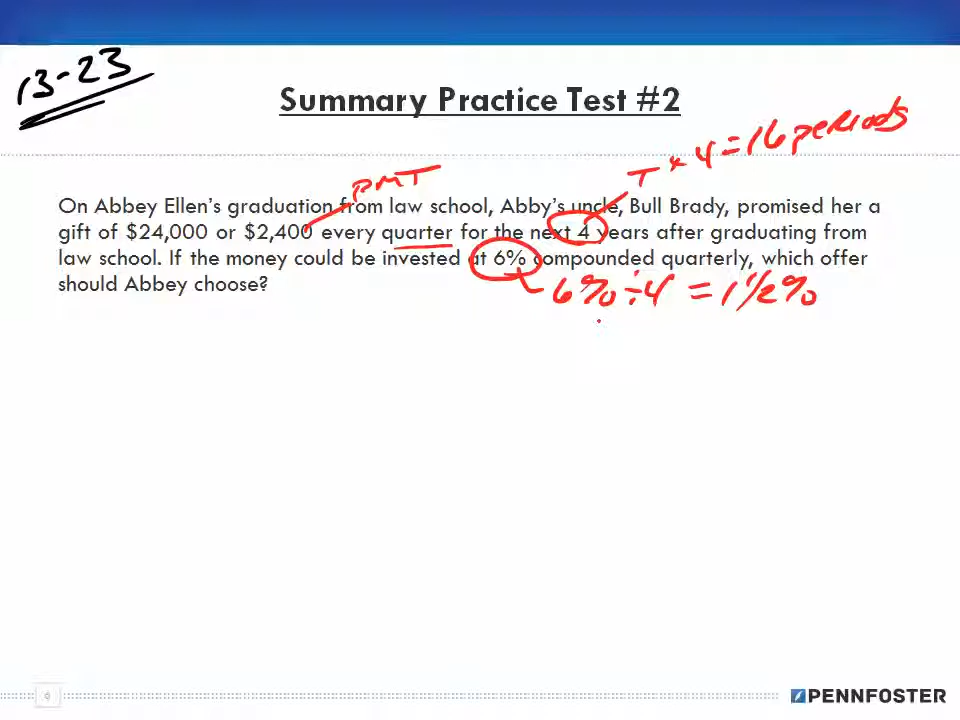 13-23
Summary Practice Test #2
T * 4 = 16 periods
PMT
On Abbey Ellen's graduation from law school, Abby's uncle, Bull Brady, promised her a
gift of $24,000 or $2,400 every quarter for the next 4 years after graduating from
law school. If the money could be invested at 6% compounded quarterly, which offer
should Abbey choose?
6% ÷ 4 = 1 1/2 %
PENNFOSTER